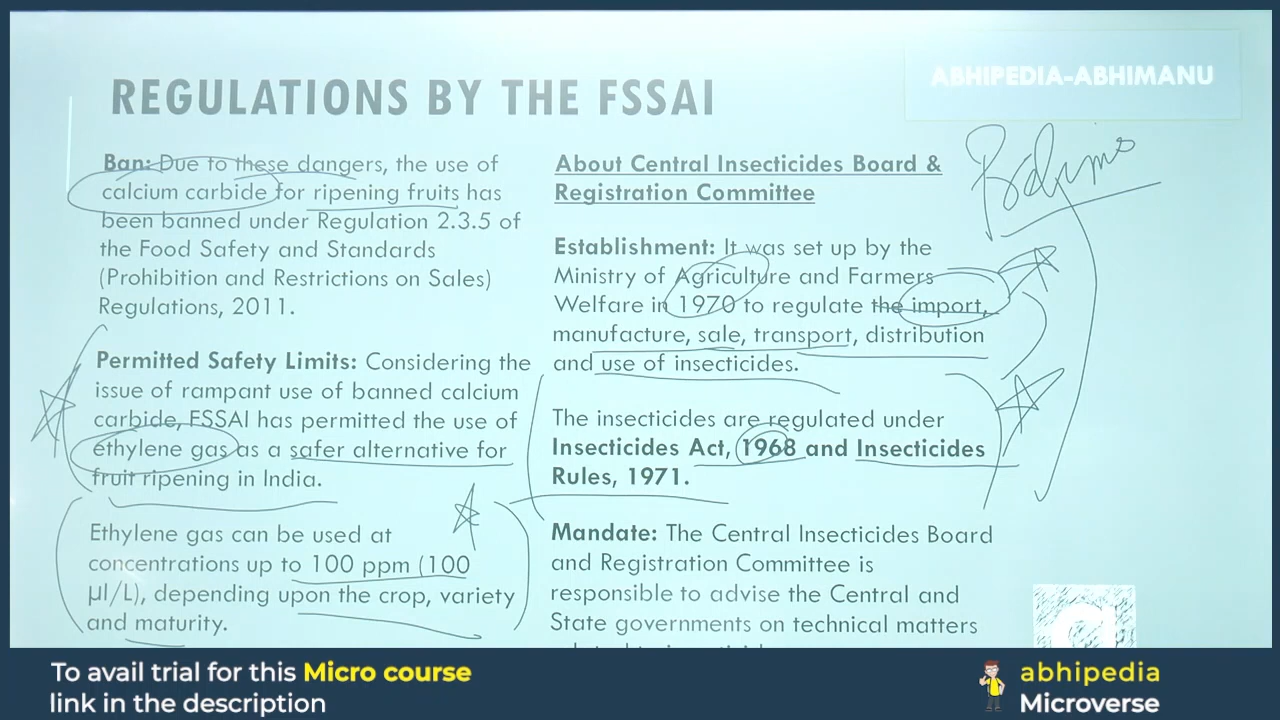 ABHIPEDIA-ABHIMANU
REGULATIONS BY THE FSSAI
Ban: Due to these dangers, the use of
calcium carbide for ripening fruits has
been banned under Regulation 2.3.5 of
the Food Safety and Standards
(Prohibition and Restrictions on Sales)
Regulations, 2011.
Permitted Safety Limits: Considering the
issue of rampant use of banned calcium
carbide, FSSAI has permitted the use of
ethylene gas as a safer alternative for
fruit ripening in India.
Ethylene gas can be used at
concentrations up to 100 ppm (100
μl/L), depending upon the crop, variety
and maturity.
About Central Insecticides Board &
Registration Committee
Establishment: It was set up by the
Ministry of Agriculture and Farmers
Welfare in 1970 to regulate the import,
manufacture, sale, transport, distribution
and use of insecticides.
The insecticides are regulated under
Insecticides Act, 1968 and Insecticides
Rules, 1971.
Mandate: The Central Insecticides Board
and Registration Committee is
responsible to advise the Central and
State governments on technical matters
a
To avail trial for this Micro course
link in the description
abhipedia
Microverse